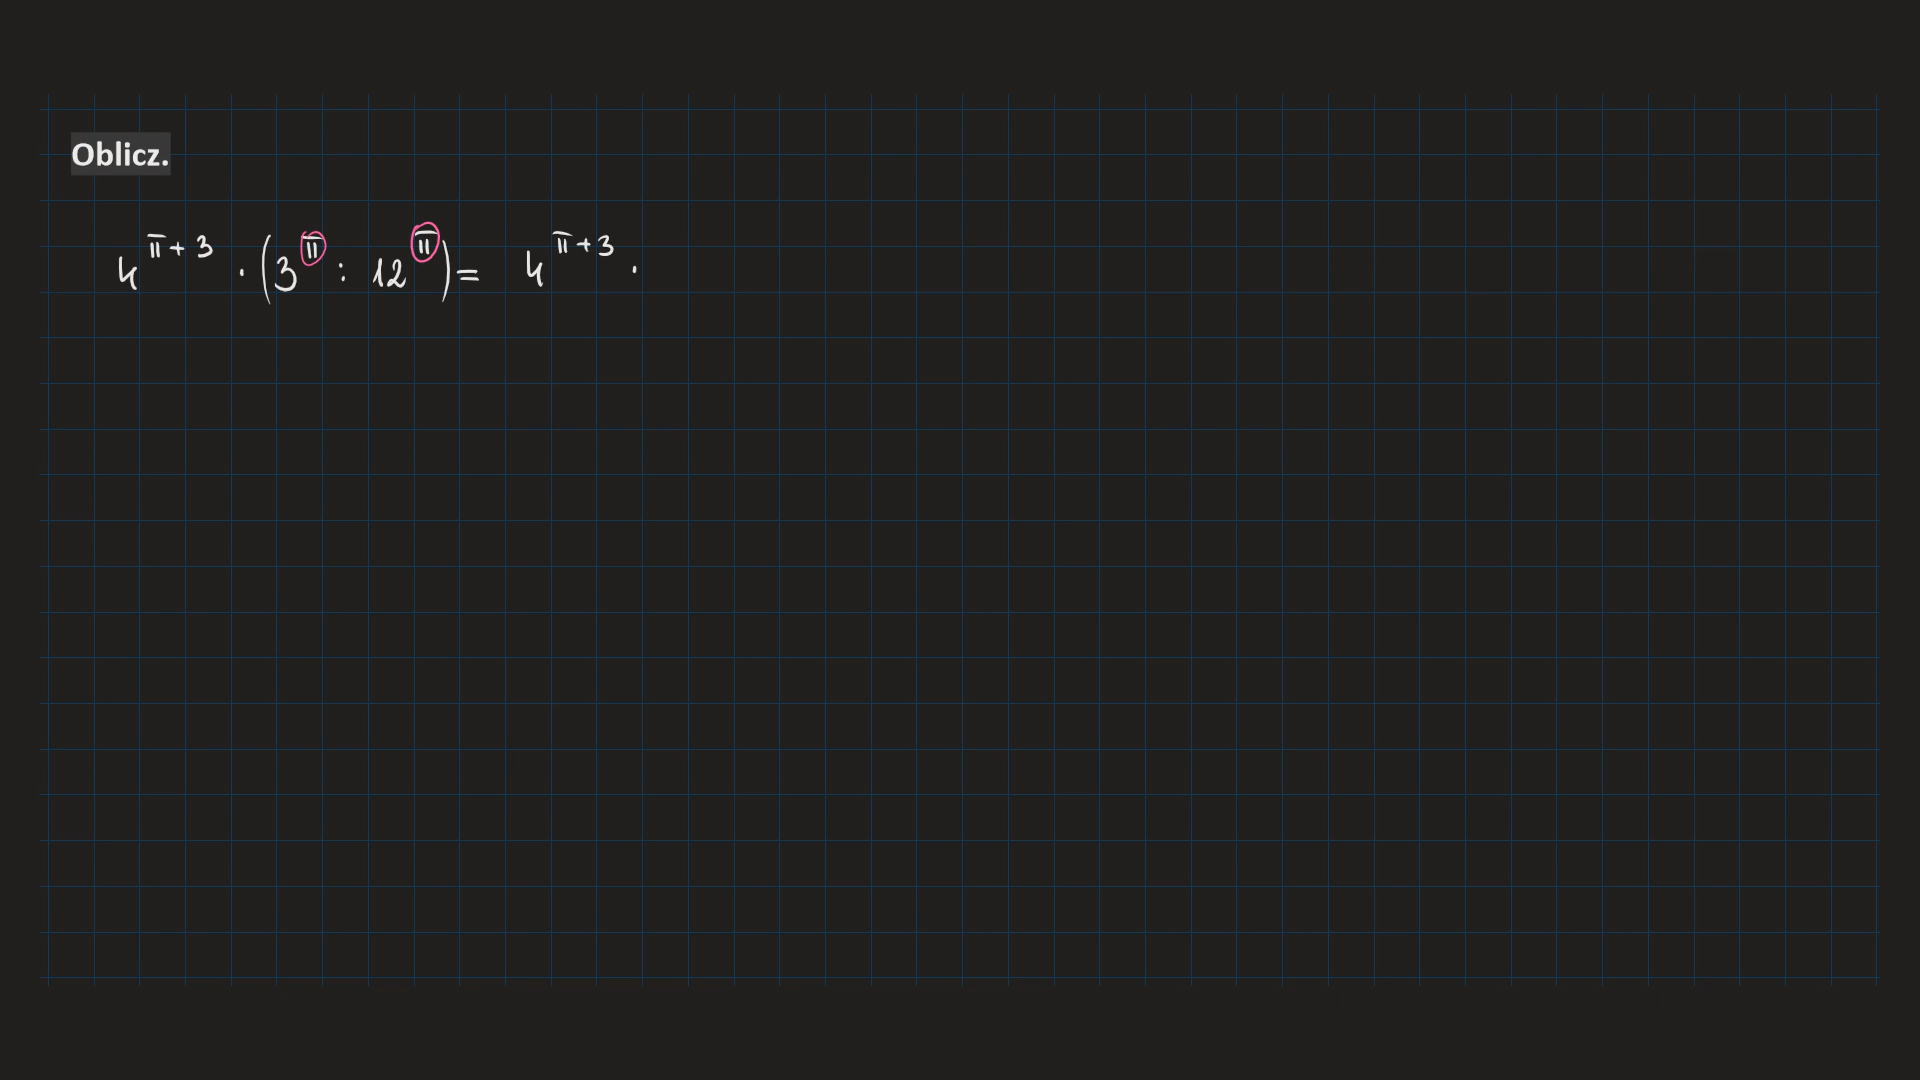 Oblicz.
4^{π+3} · (3^π : 12^π) = 4^{π+3} ·